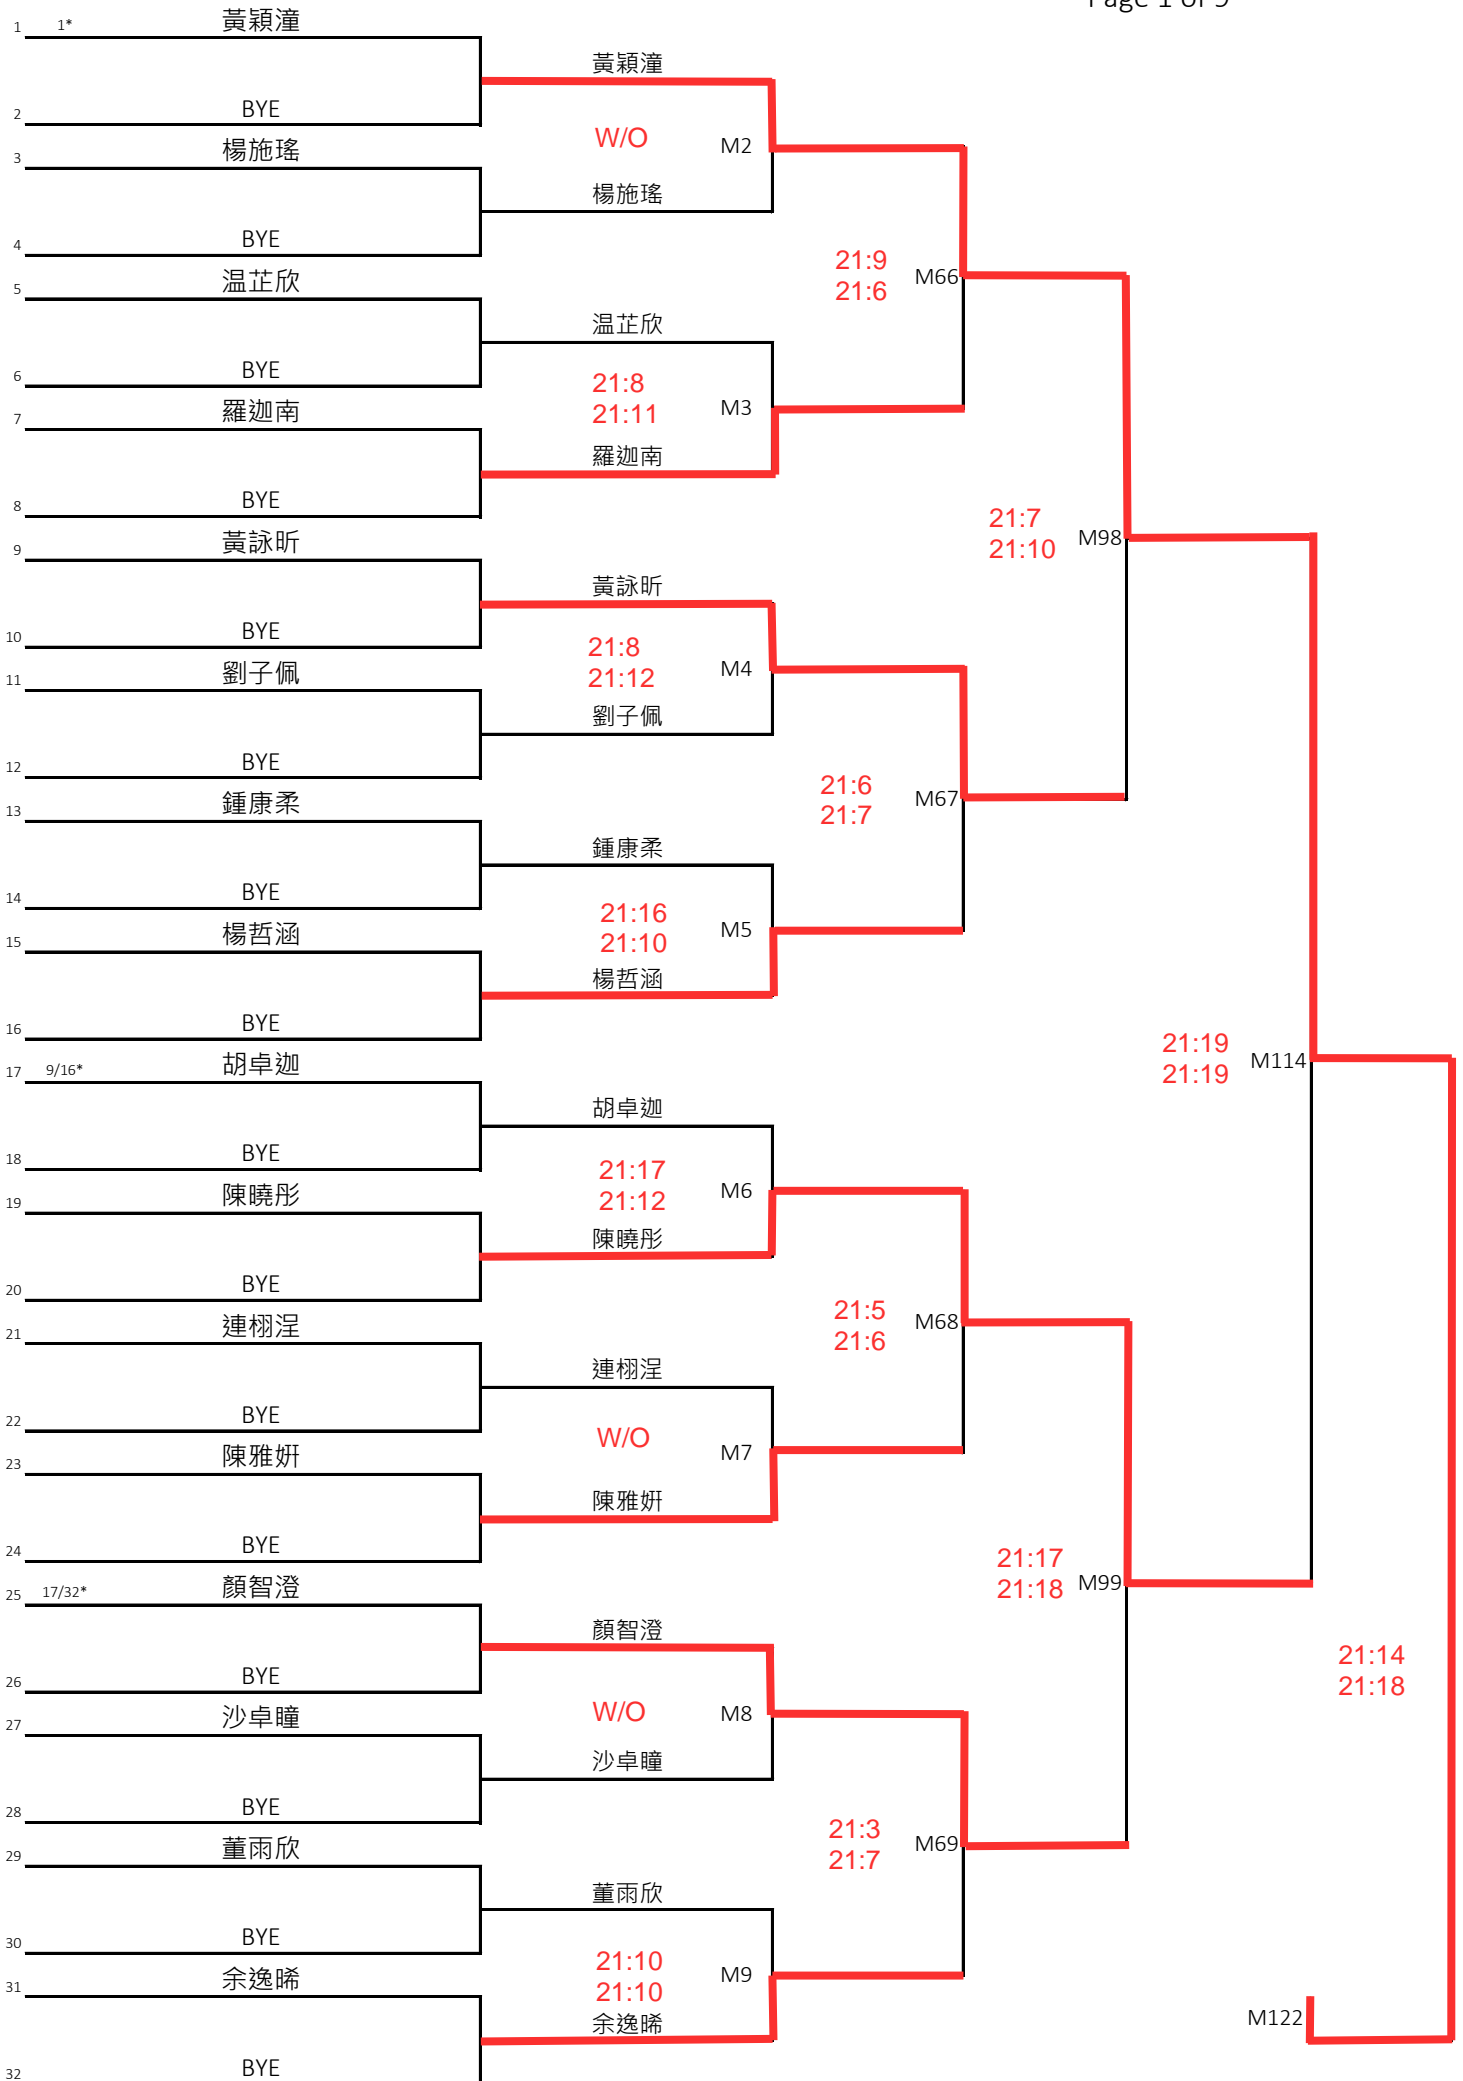 Page 1 of 9
1 1* 黃穎潼
黃穎潼
2 BYE
W/O M2
3 楊施瑤
楊施瑤
4 BYE
21:9
21:6 M66
5 温芷欣
温芷欣
6 BYE
21:8
21:11 M3
7 羅迦南
羅迦南
8 BYE
21:7
21:10 M98
9 黃詠昕
黃詠昕
10 BYE
21:8
21:12 M4
11 劉子佩
劉子佩
12 BYE
21:6
21:7 M67
13 鍾康柔
鍾康柔
14 BYE
21:16
21:10 M5
15 楊哲涵
楊哲涵
16 BYE
21:19
21:19 M114
17 9/16* 胡卓迦
胡卓迦
18 BYE
21:17
21:12 M6
19 陳曉彤
陳曉彤
20 BYE
21:5
21:6 M68
21 連栩浧
連栩浧
22 BYE
W/O M7
23 陳雅妍
陳雅妍
24 BYE
21:17
21:18 M99
25 17/32* 顏智澄
顏智澄
26 BYE
21:14
21:18
W/O M8
27 沙卓瞳
沙卓瞳
28 BYE
21:3
21:7 M69
29 董雨欣
董雨欣
30 BYE
21:10
21:10 M9
31 余逸晞
余逸晞
M122
32 BYE